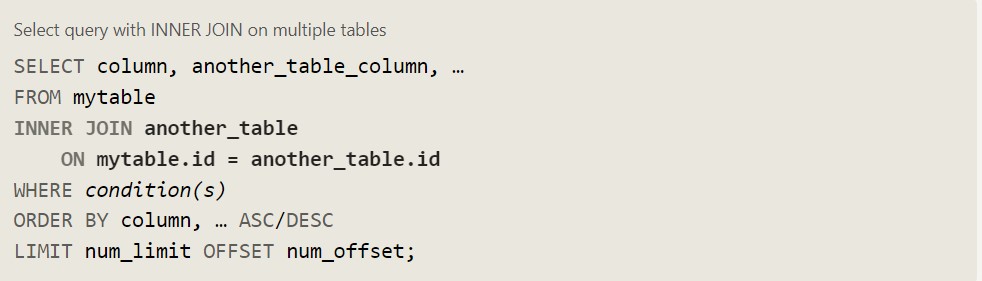 Select query with INNER JOIN on multiple tables
SELECT column, another_table_column, …
FROM mytable
INNER JOIN another_table
    ON mytable.id = another_table.id
WHERE condition(s)
ORDER BY column, … ASC/DESC
LIMIT num_limit OFFSET num_offset;